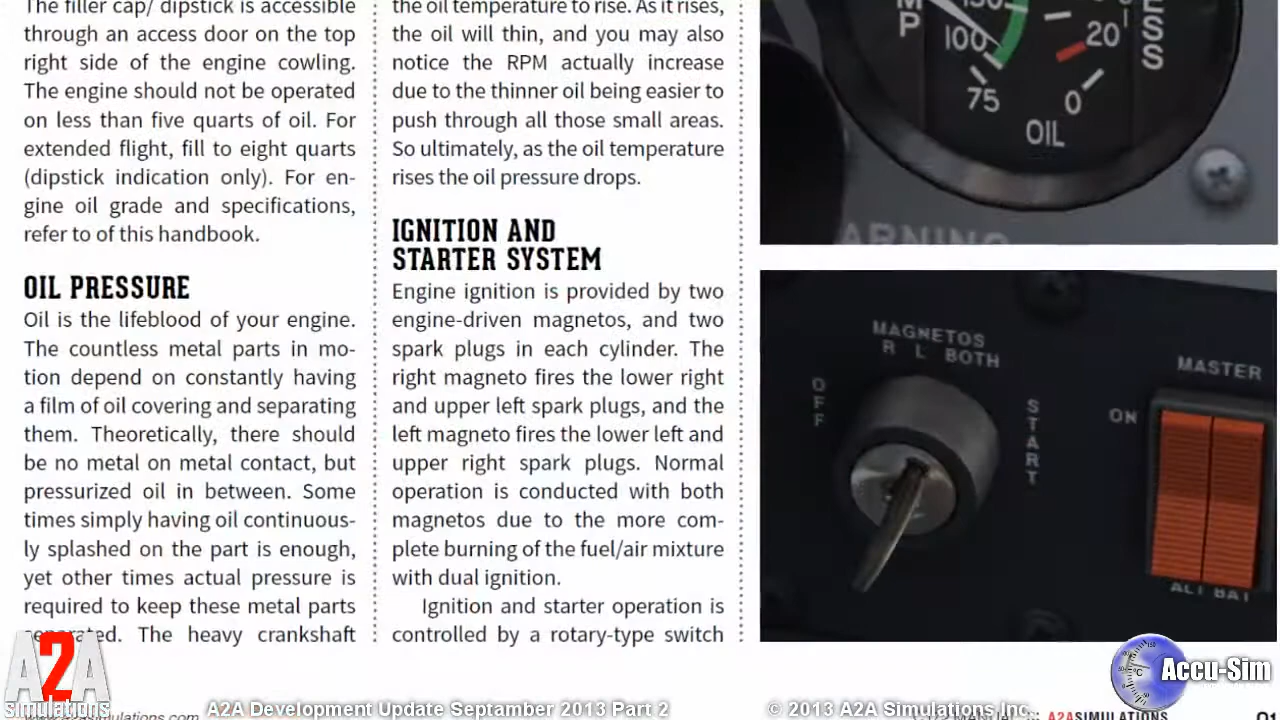 The filler cap/ dipstick is accessible
through an access door on the top
right side of the engine cowling.
The engine should not be operated
on less than five quarts of oil. For
extended flight, fill to eight quarts
(dipstick indication only). For en-
gine oil grade and specifications,
refer to of this handbook.
OIL PRESSURE
Oil is the lifeblood of your engine.
The countless metal parts in mo-
tion depend on constantly having
a film of oil covering and separating
them. Theoretically, there should
be no metal on metal contact, but
pressurized oil in between. Some
times simply having oil continuous-
ly splashed on the part is enough,
yet other times actual pressure is
required to keep these metal parts
separated. The heavy crankshaft
the oil temperature to rise. As it rises,
the oil will thin, and you may also
notice the RPM actually increase
due to the thinner oil being easier to
push through all those small areas.
So ultimately, as the oil temperature
rises the oil pressure drops.
IGNITION AND
STARTER SYSTEM
Engine ignition is provided by two
engine-driven magnetos, and two
spark plugs in each cylinder. The
right magneto fires the lower right
and upper left spark plugs, and the
left magneto fires the lower left and
upper right spark plugs. Normal
operation is conducted with both
magnetos due to the more com-
plete burning of the fuel/air mixture
with dual ignition.
Ignition and starter operation is
controlled by a rotary-type switch
M
P
100
75
20
0
OIL
E
S
S
ARNING
MAGNETOS
R L BOTH
OFF
START
MASTER
ON
ALT BAT
A2A
simulations
Accu-Sim
A2A Development Update Septambar 2013 Part 2
© 2013 A2A Simulations Inc.
A2ASIMULATIONS